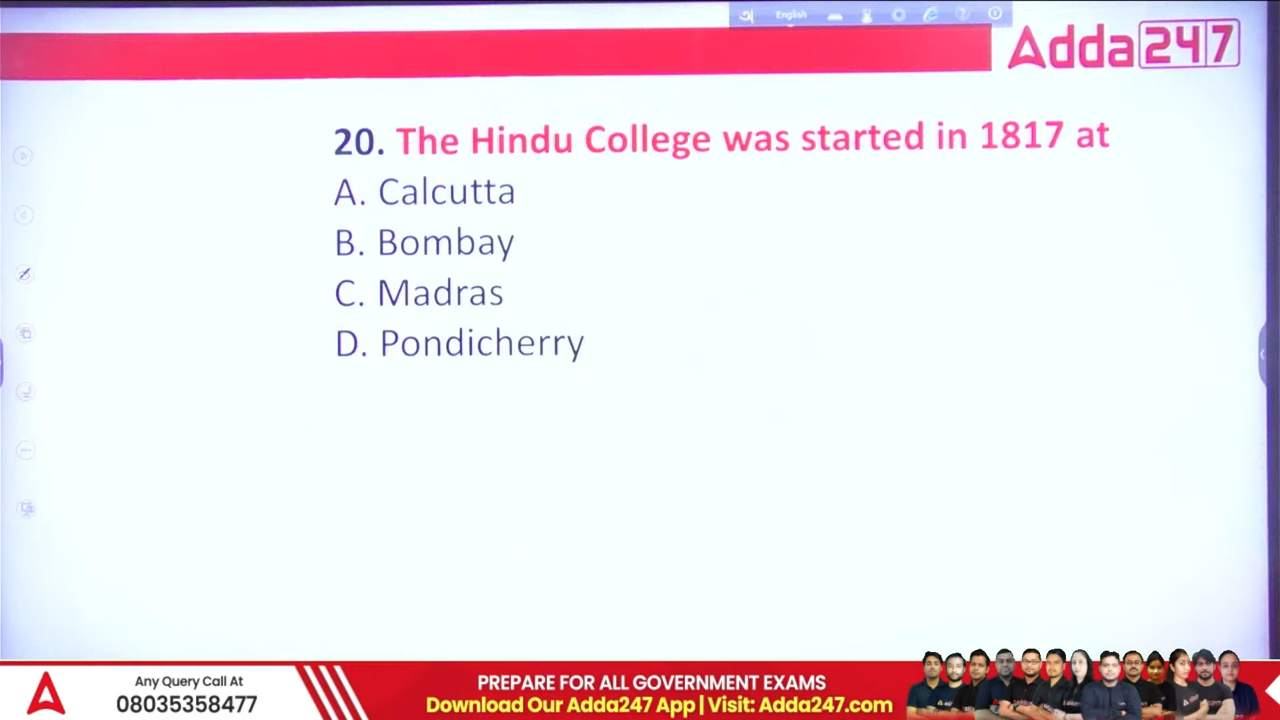 அ English
Adda247
20. The Hindu College was started in 1817 at
A. Calcutta
B. Bombay
C. Madras
D. Pondicherry
Any Query Call At
08035358477
PREPARE FOR ALL GOVERNMENT EXAMS
Download Our Adda247 App | Visit: Adda247.com